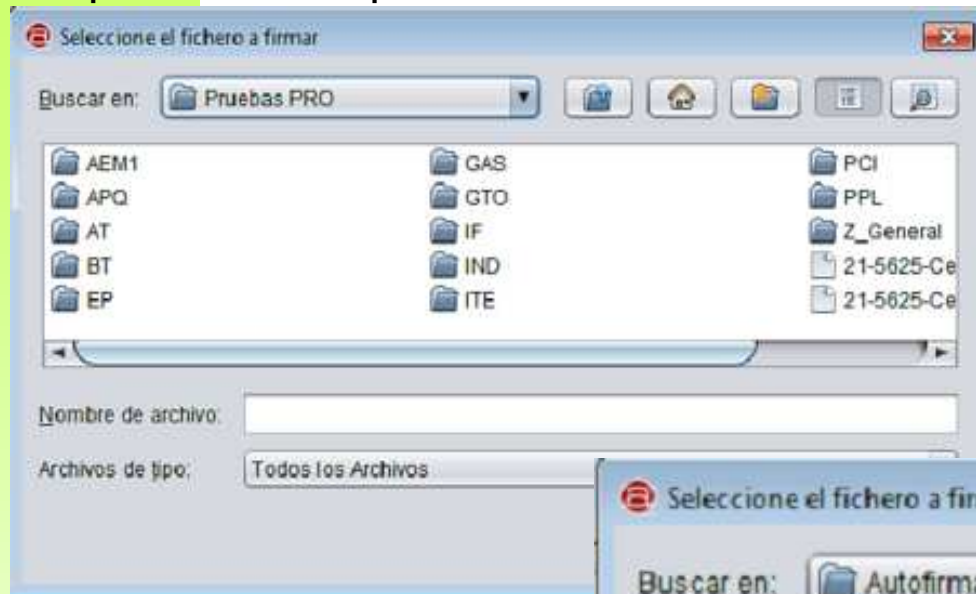 Seleccione el fichero a firmar
Buscar en: Pruebas PRO
AEM1 GAS PCI
APQ GTO PPL
AT IF Z_General
BT IND 21-5625-Ce
EP ITE 21-5625-Ce
Nombre de archivo:
Archivos de tipo: Todos los Archivos
Seleccione el fichero a fir
Buscar en: Autofirma